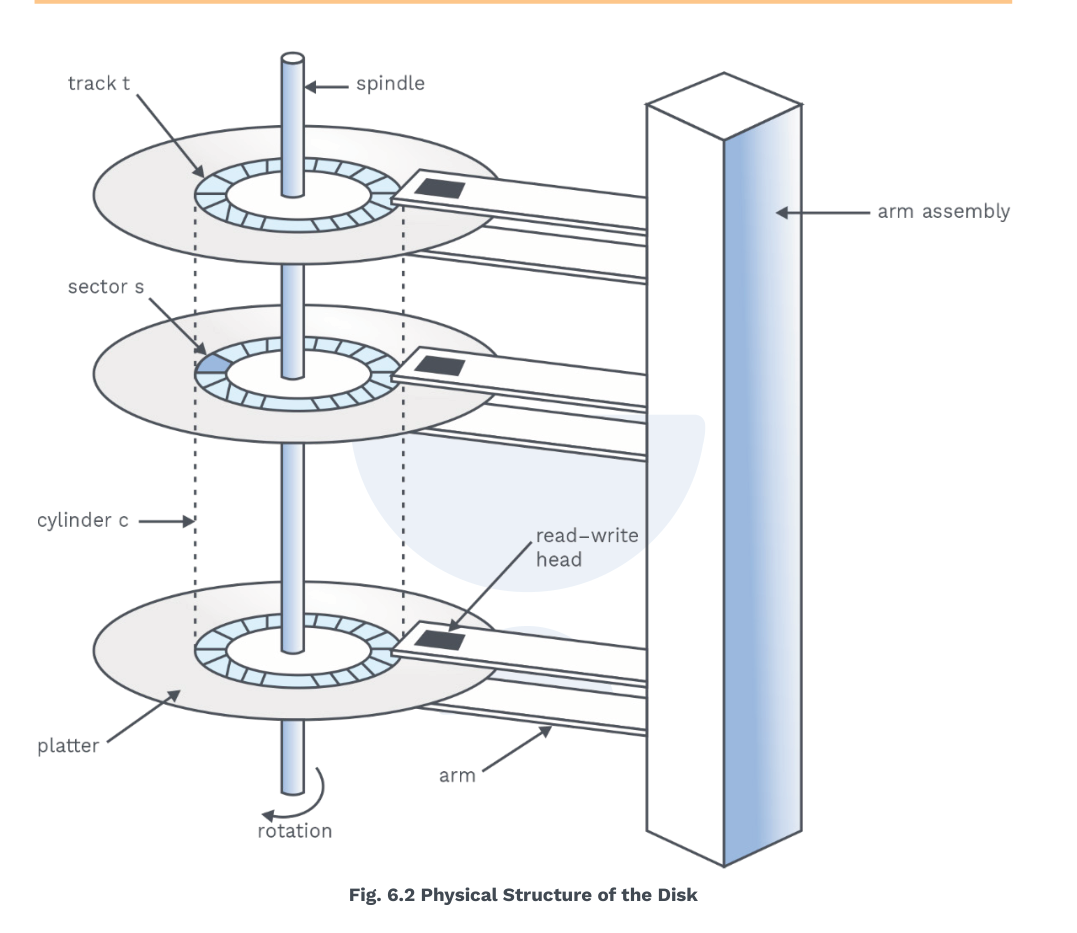 track t
spindle
arm assembly
sector s
cylinder c
read–write
head
platter
arm
rotation
Fig. 6.2 Physical Structure of the Disk